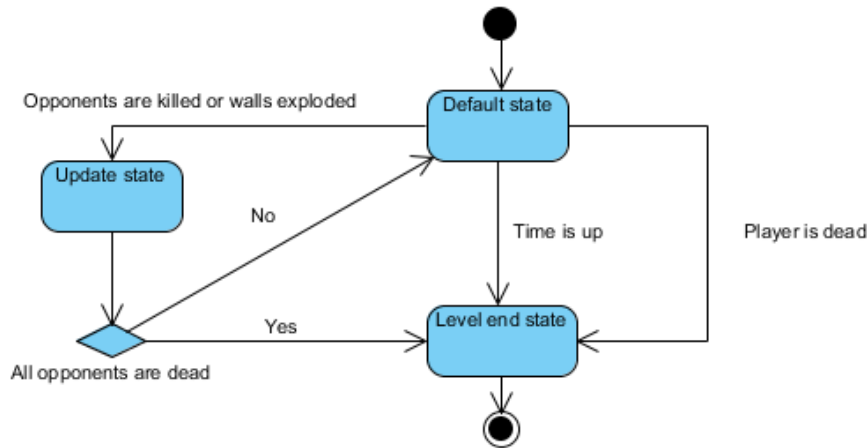 Default state
Opponents are killed or walls exploded
Update state
No
Time is up
Player is dead
Level end state
Yes
All opponents are dead